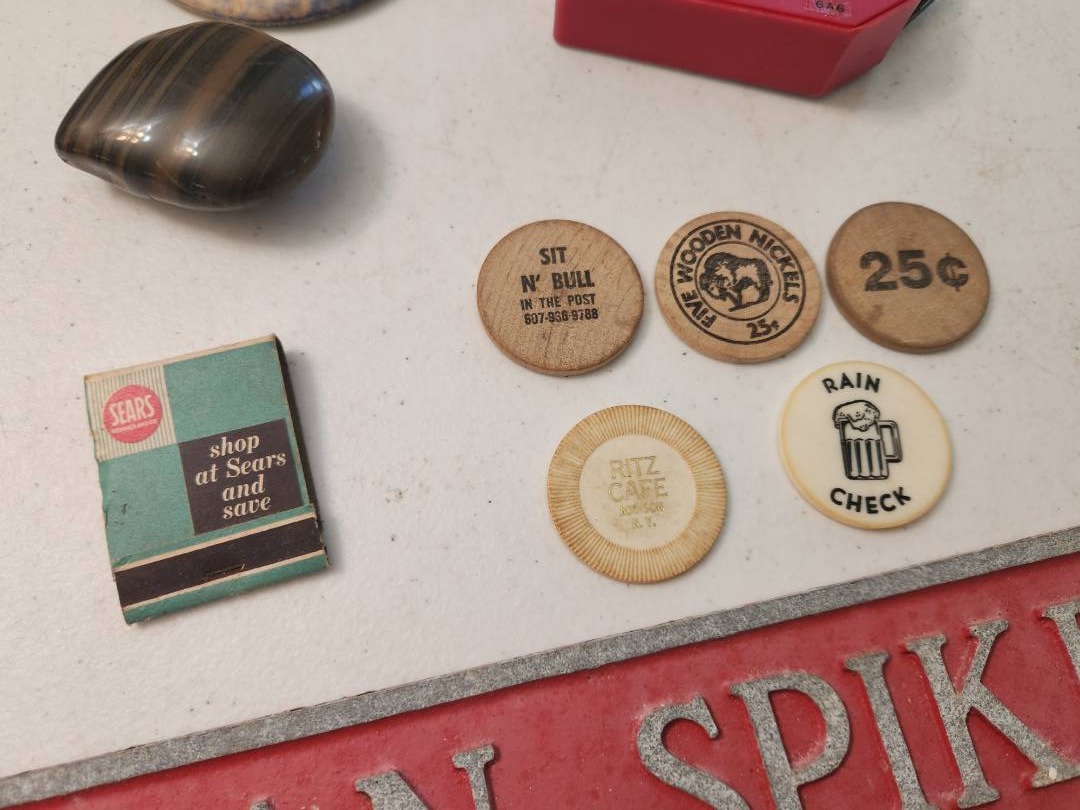 6A6
SIT
N' BULL
IN THE POST
607-936-9788
FIVE WOODEN NICKELS
25¢
25¢
SEARS
shop
at Sears
and
save
RITZ
CAFE
N. Y.
RAIN
CHECK
SPIK